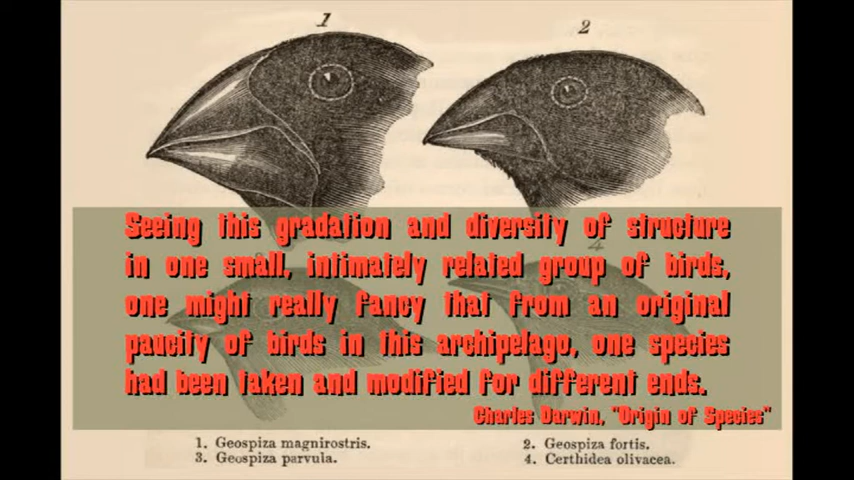 1
2
Seeing this gradation and diversity of structure
in one small, intimately related group of birds,
one might really fancy that from an original
paucity of birds in this archipelago, one species
had been taken and modified for different ends.
4
Charles Darwin, "Origin of Species"
1. Geospiza magnirostris.
2. Geospiza fortis.
3. Geospiza parvula.
4. Certhidea olivacea.